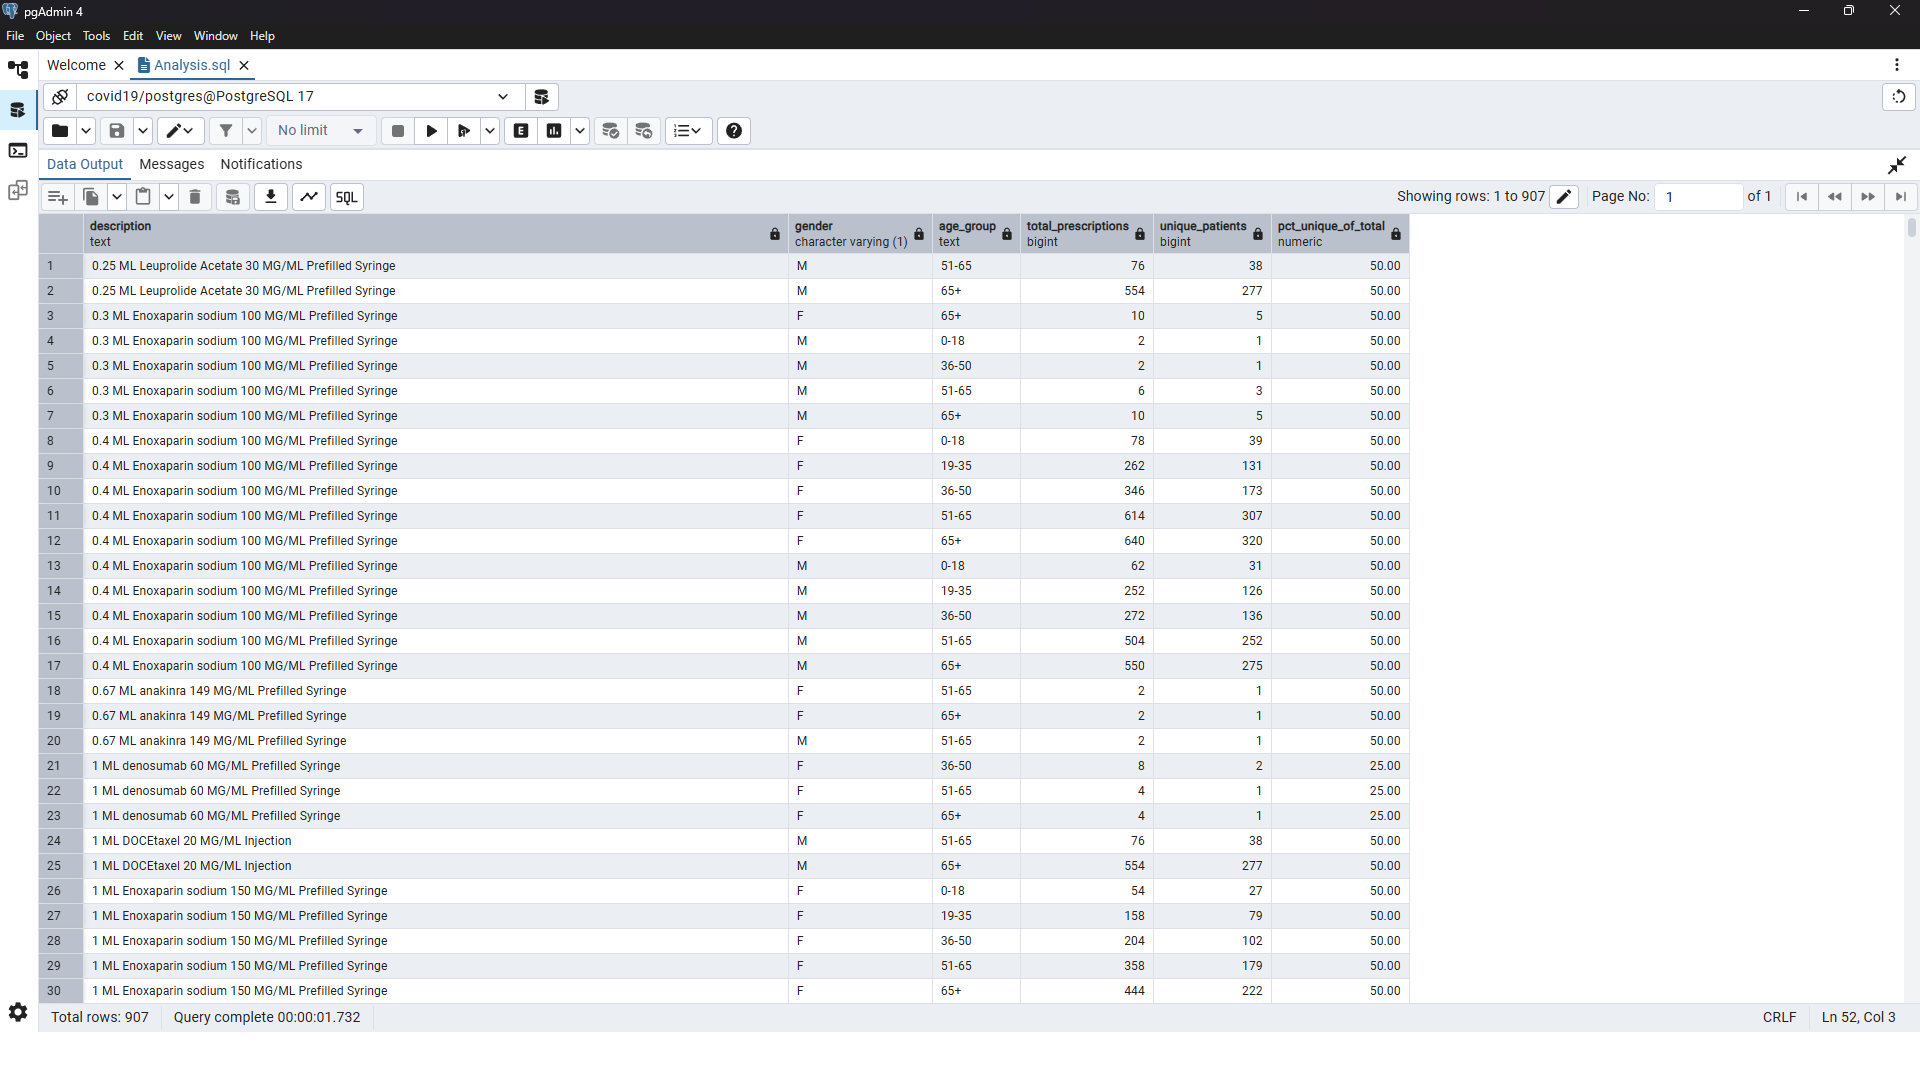 pgAdmin 4
File Object Tools Edit View Window Help
Welcome Analysis.sql
covid19/postgres@PostgreSQL 17
No limit E
Data Output Messages Notifications
SQL Showing rows: 1 to 907 Page No: 1 of 1
description gender age_group total_prescriptions unique_patients pct_unique_of_total
text character varying (1) text bigint bigint numeric
1 0.25 ML Leuprolide Acetate 30 MG/ML Prefilled Syringe M 51-65 76 38 50.00
2 0.25 ML Leuprolide Acetate 30 MG/ML Prefilled Syringe M 65+ 554 277 50.00
3 0.3 ML Enoxaparin sodium 100 MG/ML Prefilled Syringe F 65+ 10 5 50.00
4 0.3 ML Enoxaparin sodium 100 MG/ML Prefilled Syringe M 0-18 2 1 50.00
5 0.3 ML Enoxaparin sodium 100 MG/ML Prefilled Syringe M 36-50 2 1 50.00
6 0.3 ML Enoxaparin sodium 100 MG/ML Prefilled Syringe M 51-65 6 3 50.00
7 0.3 ML Enoxaparin sodium 100 MG/ML Prefilled Syringe M 65+ 10 5 50.00
8 0.4 ML Enoxaparin sodium 100 MG/ML Prefilled Syringe F 0-18 78 39 50.00
9 0.4 ML Enoxaparin sodium 100 MG/ML Prefilled Syringe F 19-35 262 131 50.00
10 0.4 ML Enoxaparin sodium 100 MG/ML Prefilled Syringe F 36-50 346 173 50.00
11 0.4 ML Enoxaparin sodium 100 MG/ML Prefilled Syringe F 51-65 614 307 50.00
12 0.4 ML Enoxaparin sodium 100 MG/ML Prefilled Syringe F 65+ 640 320 50.00
13 0.4 ML Enoxaparin sodium 100 MG/ML Prefilled Syringe M 0-18 62 31 50.00
14 0.4 ML Enoxaparin sodium 100 MG/ML Prefilled Syringe M 19-35 252 126 50.00
15 0.4 ML Enoxaparin sodium 100 MG/ML Prefilled Syringe M 36-50 272 136 50.00
16 0.4 ML Enoxaparin sodium 100 MG/ML Prefilled Syringe M 51-65 504 252 50.00
17 0.4 ML Enoxaparin sodium 100 MG/ML Prefilled Syringe M 65+ 550 275 50.00
18 0.67 ML anakinra 149 MG/ML Prefilled Syringe F 51-65 2 1 50.00
19 0.67 ML anakinra 149 MG/ML Prefilled Syringe F 65+ 2 1 50.00
20 0.67 ML anakinra 149 MG/ML Prefilled Syringe M 51-65 2 1 50.00
21 1 ML denosumab 60 MG/ML Prefilled Syringe F 36-50 8 2 25.00
22 1 ML denosumab 60 MG/ML Prefilled Syringe F 51-65 4 1 25.00
23 1 ML denosumab 60 MG/ML Prefilled Syringe F 65+ 4 1 25.00
24 1 ML DOCEtaxel 20 MG/ML Injection M 51-65 76 38 50.00
25 1 ML DOCEtaxel 20 MG/ML Injection M 65+ 554 277 50.00
26 1 ML Enoxaparin sodium 150 MG/ML Prefilled Syringe F 0-18 54 27 50.00
27 1 ML Enoxaparin sodium 150 MG/ML Prefilled Syringe F 19-35 158 79 50.00
28 1 ML Enoxaparin sodium 150 MG/ML Prefilled Syringe F 36-50 204 102 50.00
29 1 ML Enoxaparin sodium 150 MG/ML Prefilled Syringe F 51-65 358 179 50.00
30 1 ML Enoxaparin sodium 150 MG/ML Prefilled Syringe F 65+ 444 222 50.00
Total rows: 907 Query complete 00:00:01.732 CRLF Ln 52, Col 3